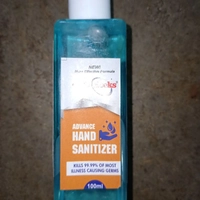 ADVANCE
HAND
SANITIZER
KILLS 99.99% OF MOST
ILLNESS CAUSING GERMS
100ml